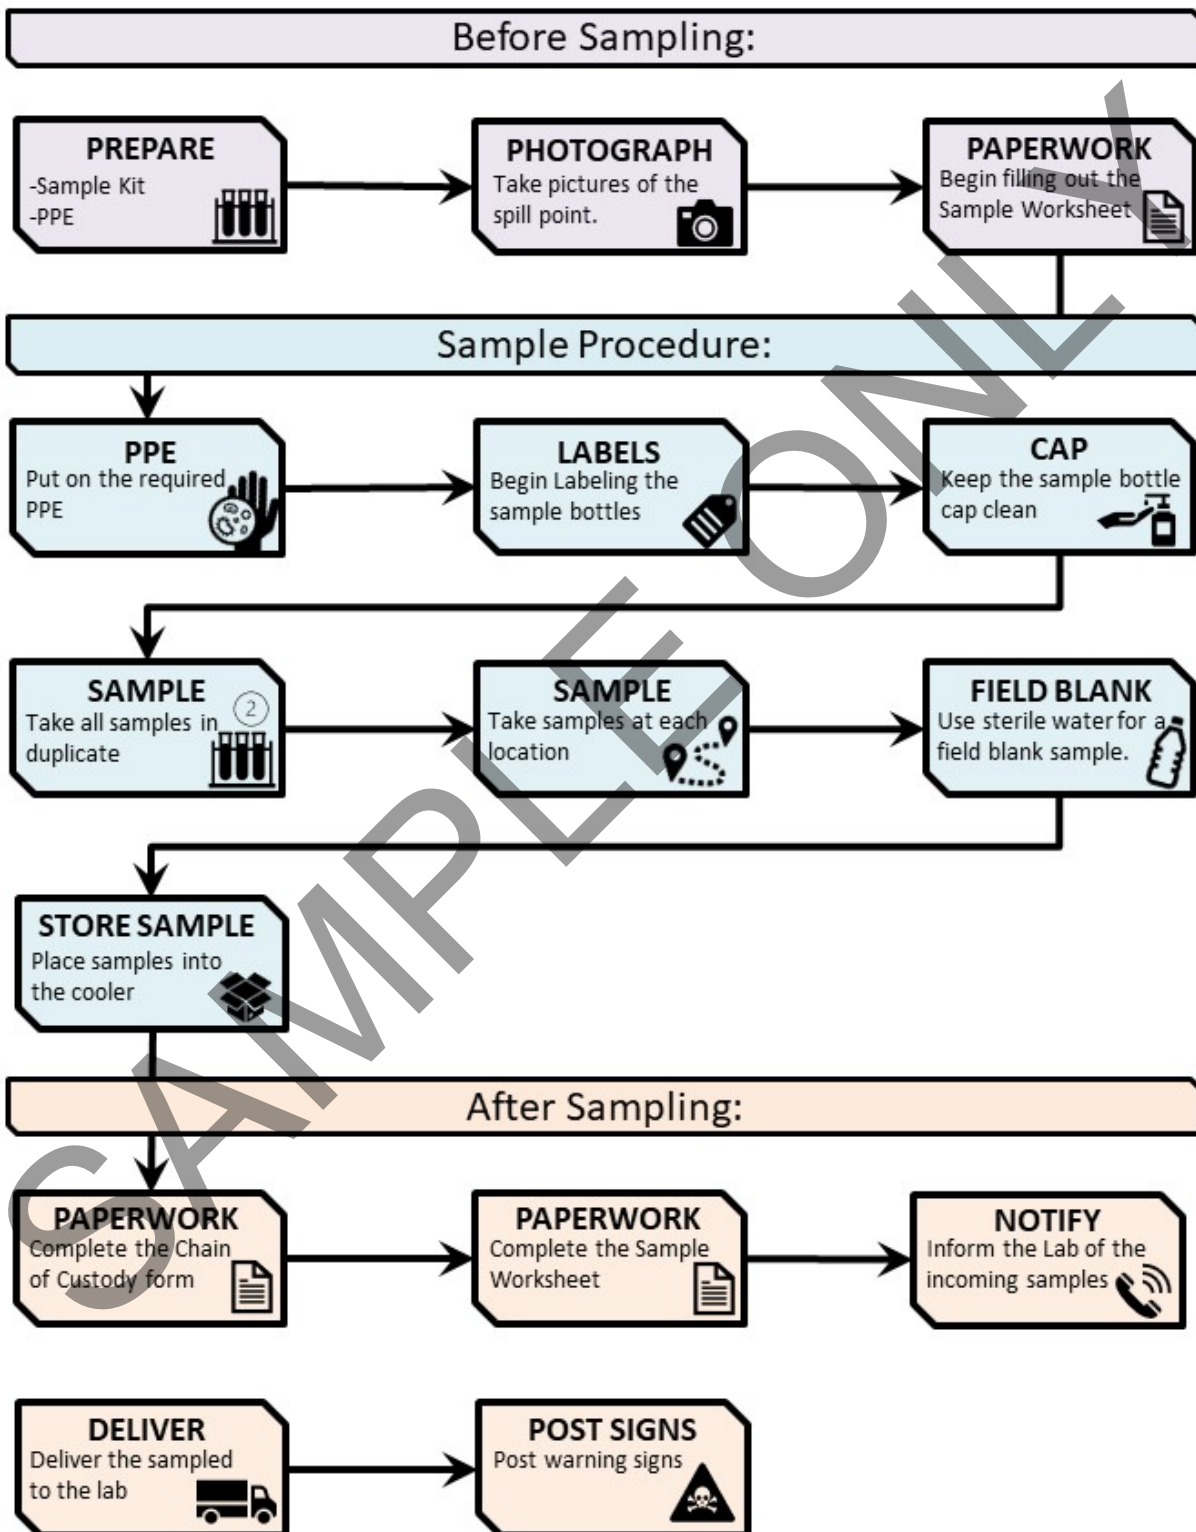 Before Sampling:
PREPARE
-Sample Kit
-PPE
PHOTOGRAPH
Take pictures of the
spill point.
PAPERWORK
Begin filling out the
Sample Worksheet
Sample Procedure:
PPE
Put on the required
PPE
LABELS
Begin Labeling the
sample bottles
CAP
Keep the sample bottle
cap clean
SAMPLE
Take all samples in
duplicate
2
SAMPLE
Take samples at each
location
FIELD BLANK
Use sterile water for a
field blank sample.
STORE SAMPLE
Place samples into
the cooler
After Sampling:
PAPERWORK
Complete the Chain
of Custody form
PAPERWORK
Complete the Sample
Worksheet
NOTIFY
Inform the Lab of the
incoming samples
DELIVER
Deliver the sampled
to the lab
POST SIGNS
Post warning signs
SAMPLE ONLY